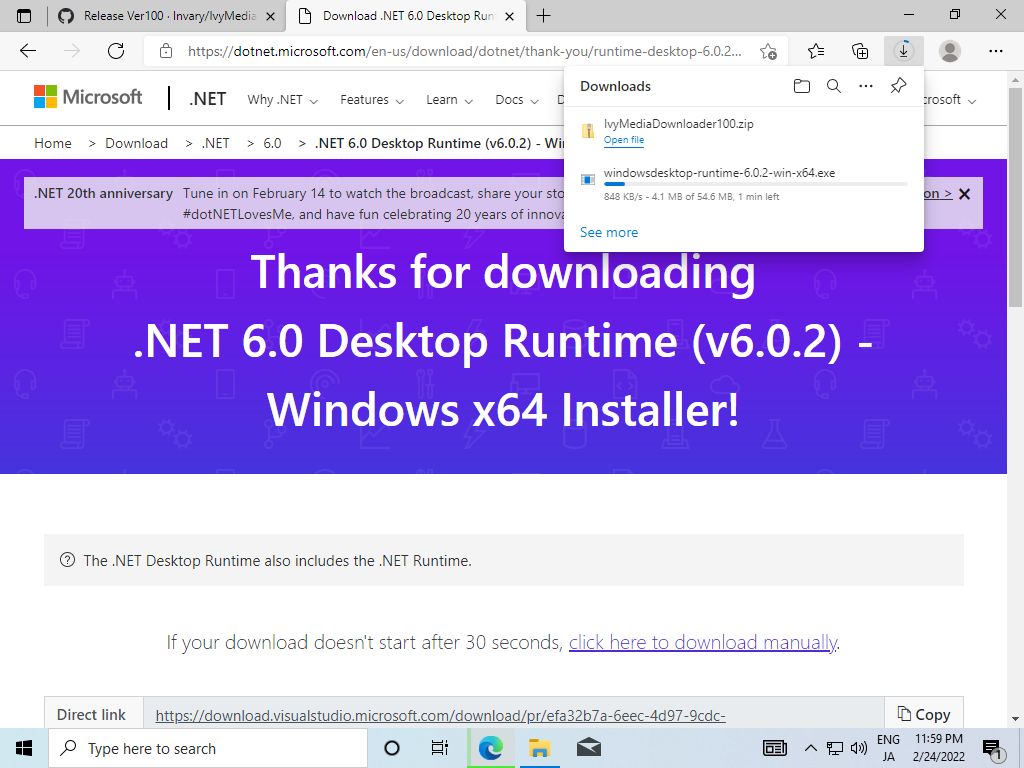 Release Ver100 · Invary/IvyMedia
Download .NET 6.0 Desktop Run
https://dotnet.microsoft.com/en-us/download/dotnet/thank-you/runtime-desktop-6.0.2...
Downloads
IvyMediaDownloader100.zip
Open file
windowsdesktop-runtime-6.0.2-win-x64.exe
848 KB/s - 4.1 MB of 54.6 MB, 1 min left
See more
Microsoft
.NET
Why .NET
Features
Learn
Docs
Home > Download > .NET > 6.0 > .NET 6.0 Desktop Runtime (v6.0.2) - Wi
.NET 20th anniversary
Tune in on February 14 to watch the broadcast, share your sto
#dotNETLovesMe, and have fun celebrating 20 years of innova
Thanks for downloading
.NET 6.0 Desktop Runtime (v6.0.2) -
Windows x64 Installer!
The .NET Desktop Runtime also includes the .NET Runtime.
If your download doesn't start after 30 seconds, click here to download manually.
Direct link
https://download.visualstudio.microsoft.com/download/pr/efa32b7a-6eec-4d97-9cdc-
Copy
Type here to search
ENG
JA
11:59 PM
2/24/2022
1